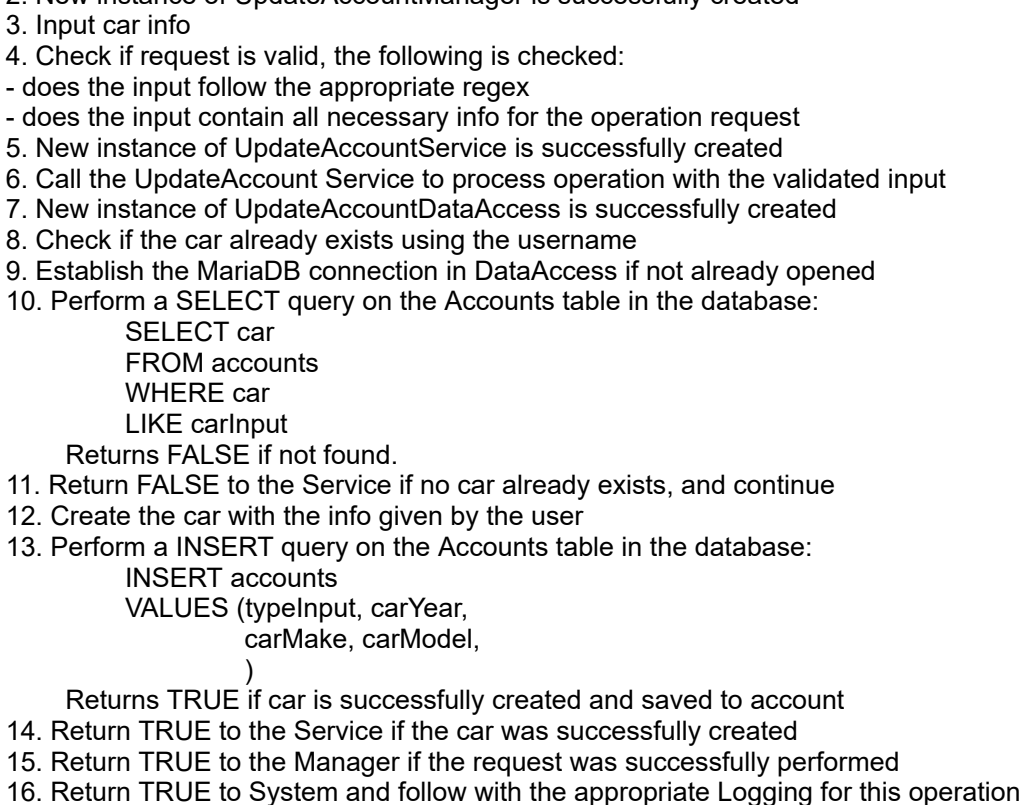 2. New instance of UpdateAccountManager is successfully created
3. Input car info
4. Check if request is valid, the following is checked:
- does the input follow the appropriate regex
- does the input contain all necessary info for the operation request
5. New instance of UpdateAccountService is successfully created
6. Call the UpdateAccount Service to process operation with the validated input
7. New instance of UpdateAccountDataAccess is successfully created
8. Check if the car already exists using the username
9. Establish the MariaDB connection in DataAccess if not already opened
10. Perform a SELECT query on the Accounts table in the database:
SELECT car
FROM accounts
WHERE car
LIKE carInput
Returns FALSE if not found.
11. Return FALSE to the Service if no car already exists, and continue
12. Create the car with the info given by the user
13. Perform a INSERT query on the Accounts table in the database:
INSERT accounts
VALUES (typeInput, carYear,
carMake, carModel,
)
Returns TRUE if car is successfully created and saved to account
14. Return TRUE to the Service if the car was successfully created
15. Return TRUE to the Manager if the request was successfully performed
16. Return TRUE to System and follow with the appropriate Logging for this operation